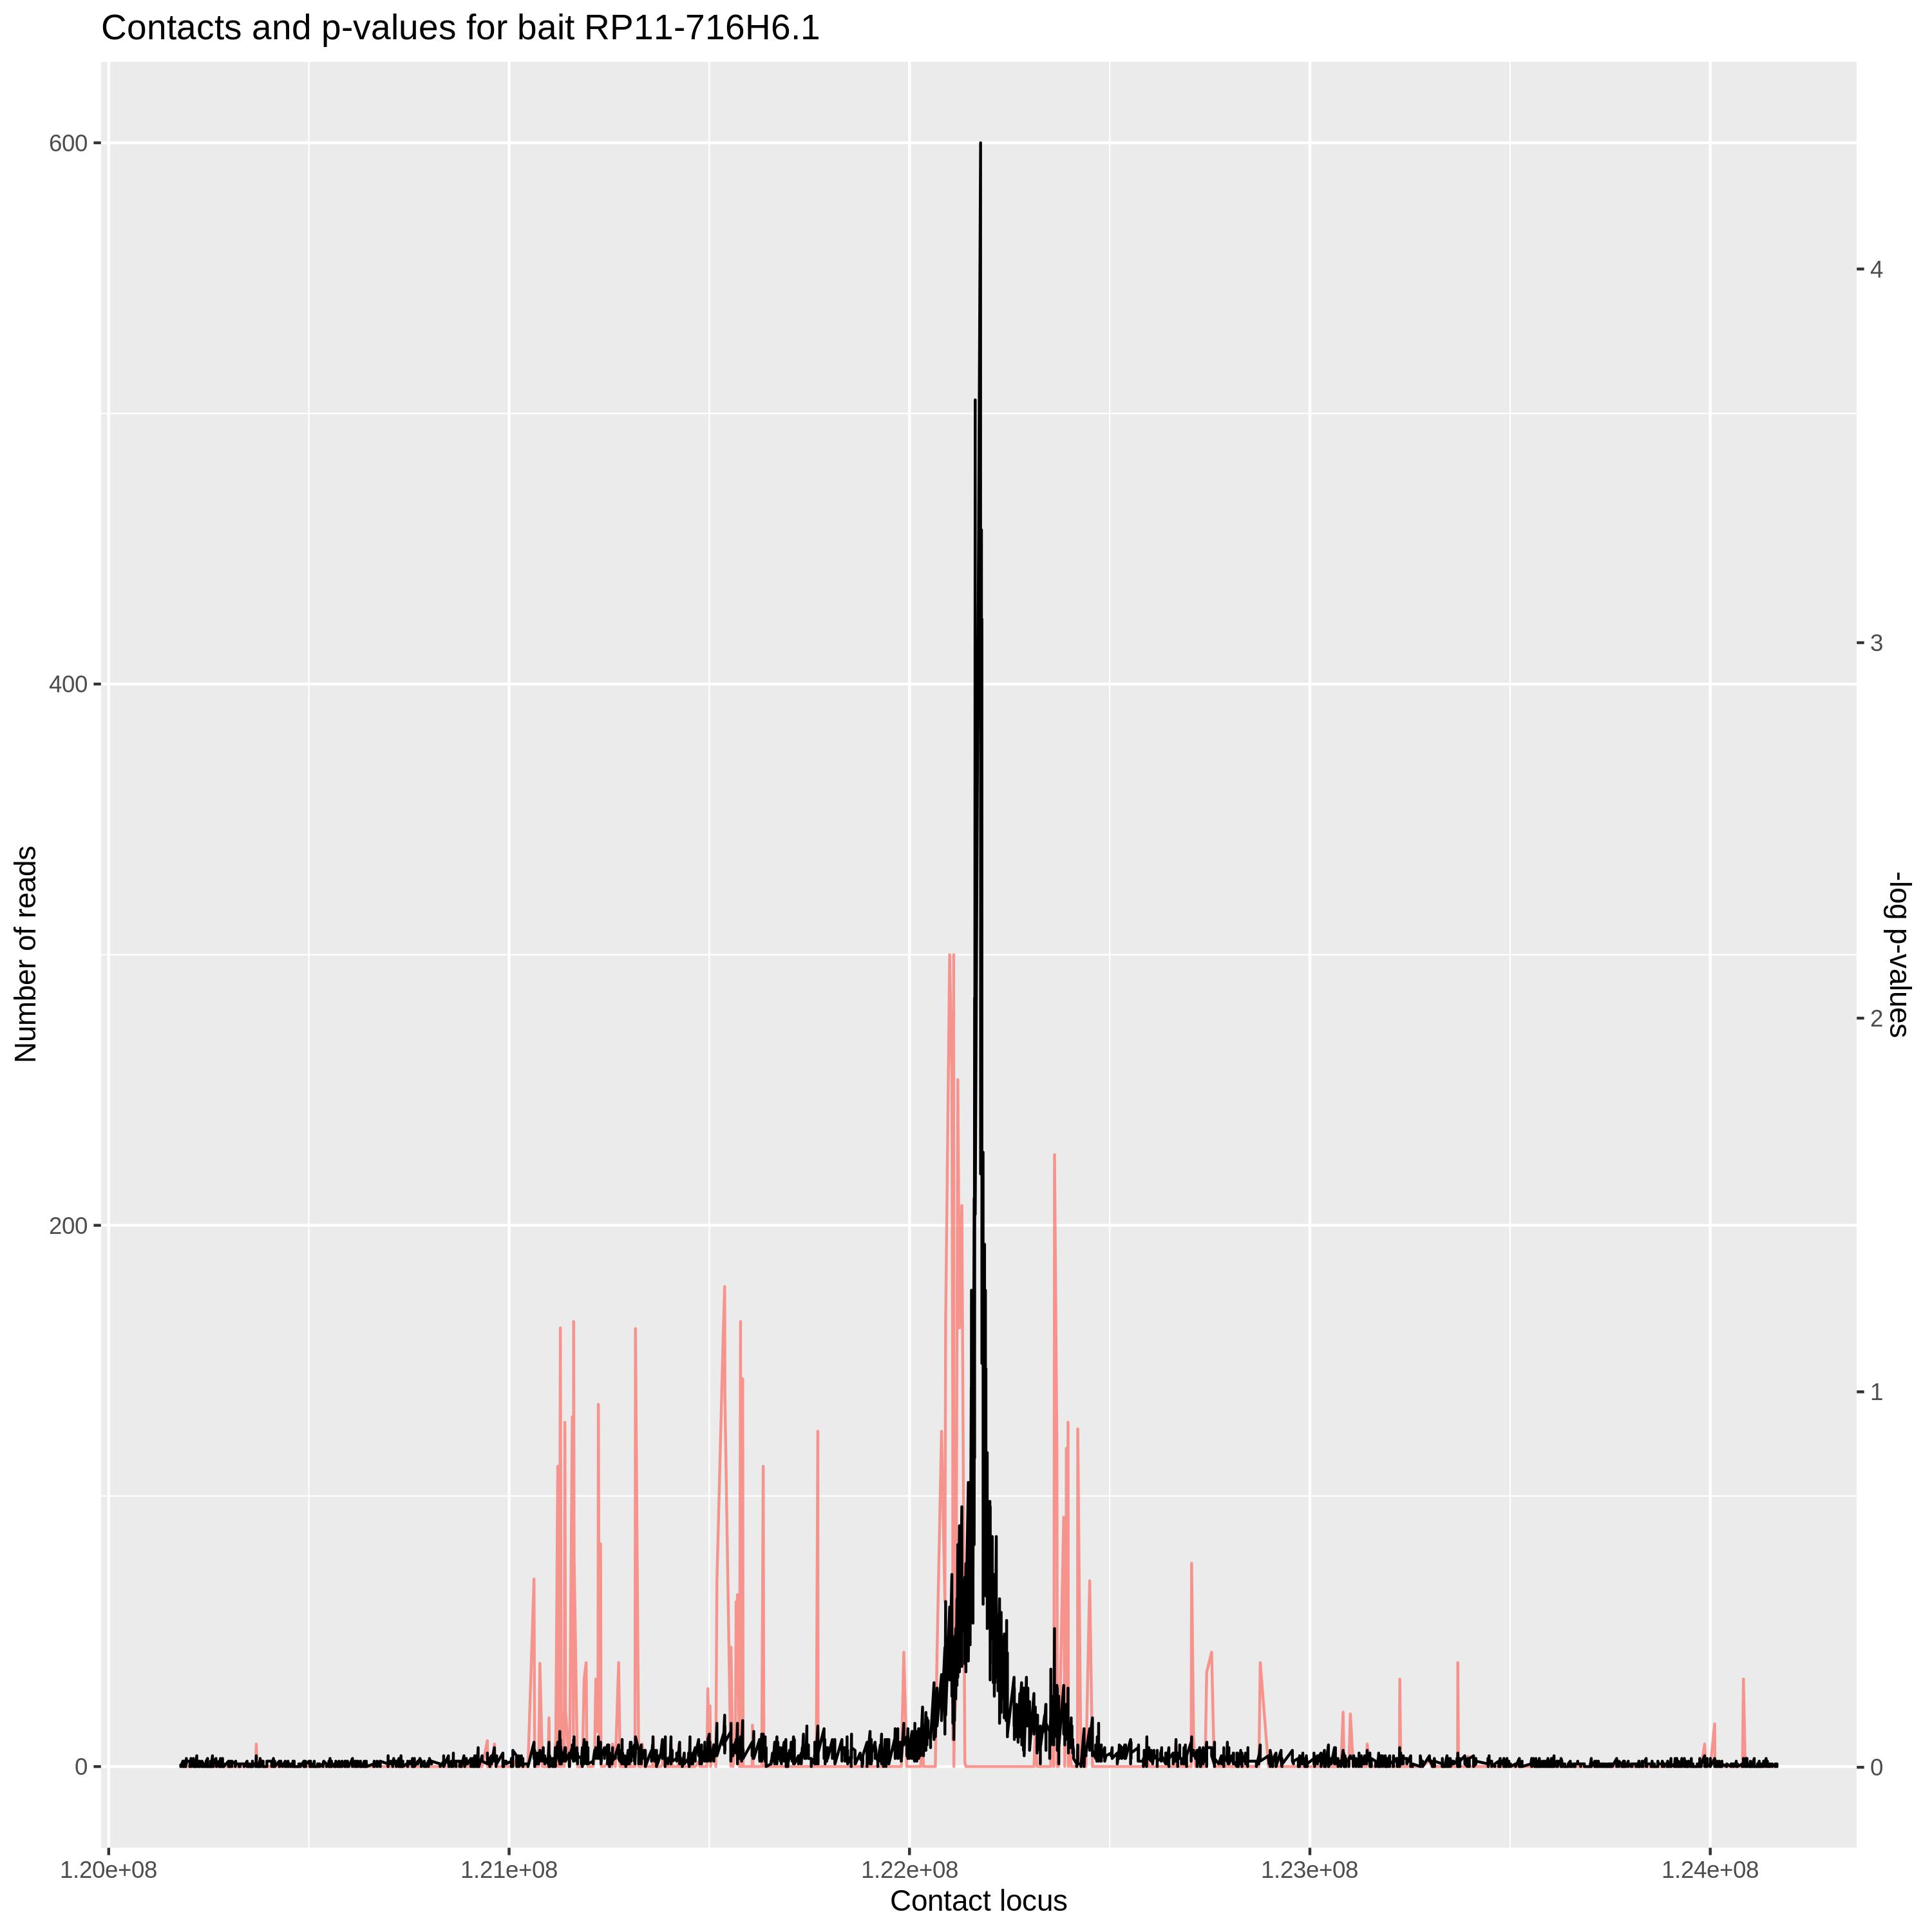 Contacts and p-values for bait RP11-716H6.1
600
400
200
0
Number of reads
4
3
2
1
0
-log p-values
1.20e+08
1.21e+08
1.22e+08
1.23e+08
1.24e+08
Contact locus